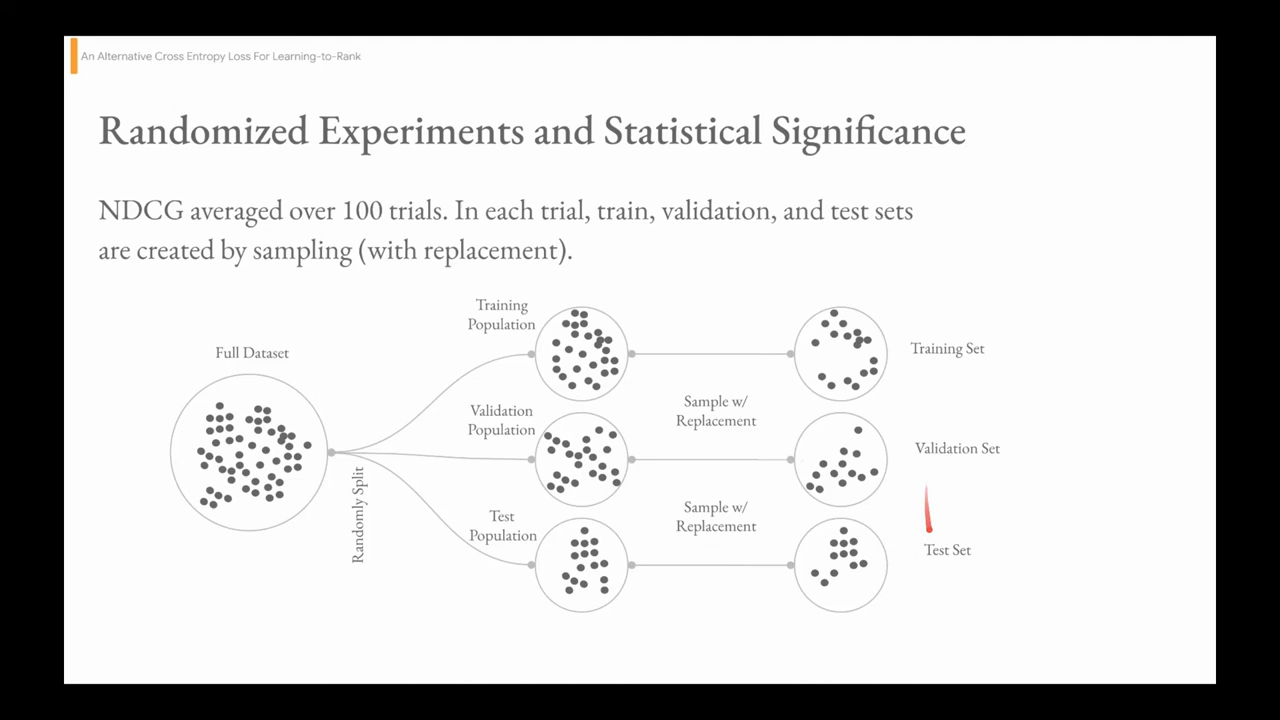 An Alternative Cross Entropy Loss For Learning-to-Rank
Randomized Experiments and Statistical Significance
NDCG averaged over 100 trials. In each trial, train, validation, and test sets
are created by sampling (with replacement).
Full Dataset
Randomly Split
Training
Population
Validation
Population
Test
Population
Sample w/
Replacement
Sample w/
Replacement
Training Set
Validation Set
Test Set